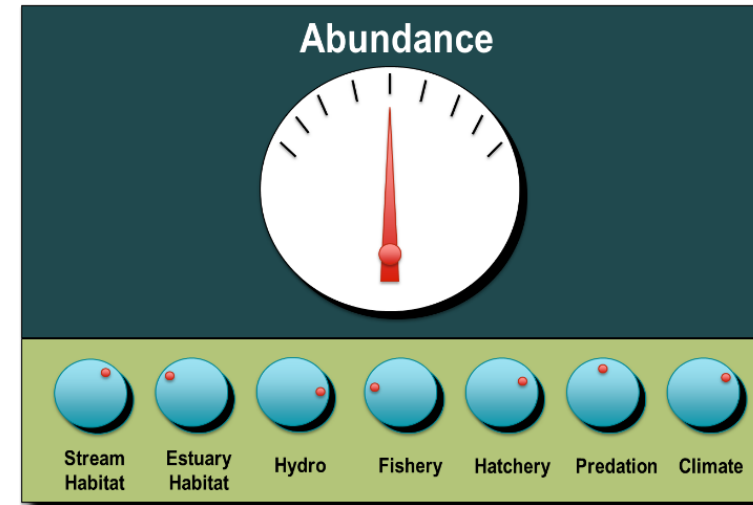 Abundance
Stream
Habitat
Estuary
Habitat
Hydro
Fishery
Hatchery
Predation
Climate